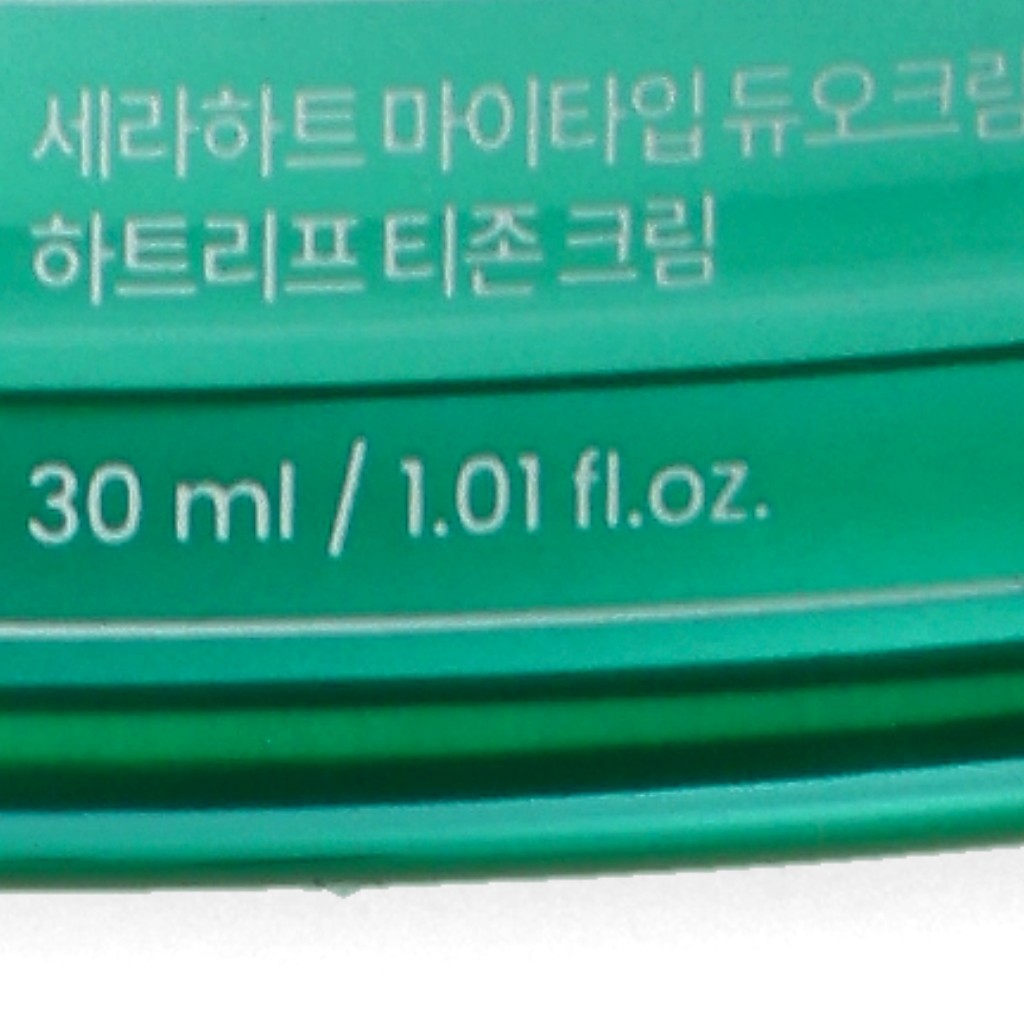 세라하트 마이타입 듀오크림
하트리프 티존 크림
30 ml / 1.01 fl.oz.